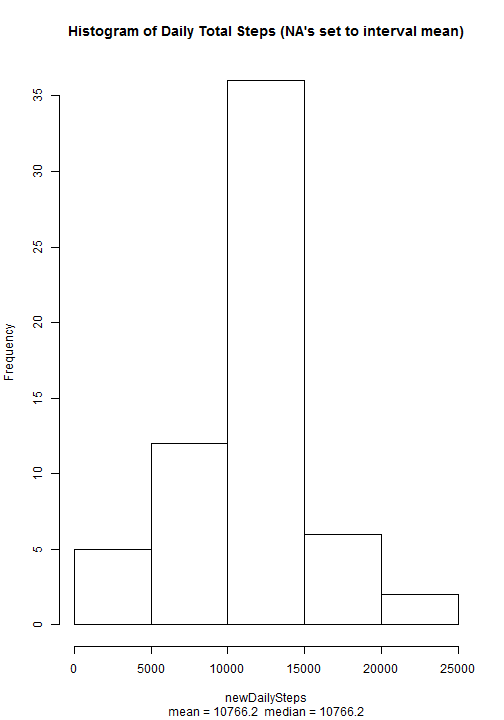 Histogram of Daily Total Steps (NA's set to interval mean)
35
30
25
20
15
10
5
0
Frequency
0 5000 10000 15000 20000 25000
newDailySteps
mean = 10766.2 median = 10766.2